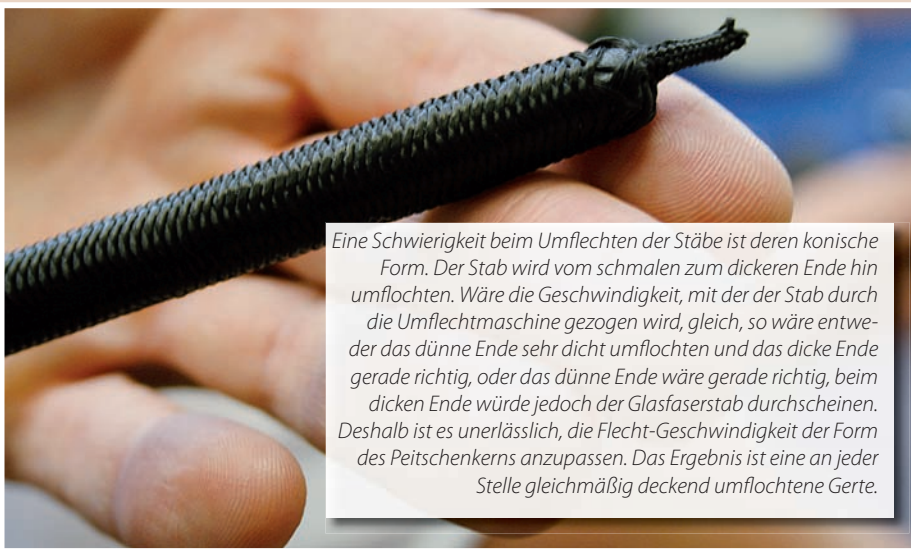 Eine Schwierigkeit beim Umflechten der Stäbe ist deren konische
Form. Der Stab wird vom schmalen zum dickeren Ende hin
umflochten. Wäre die Geschwindigkeit, mit der der Stab durch
die Umflechtmaschine gezogen wird, gleich, so wäre entwe-
der das dünne Ende sehr dicht umflochten und das dicke Ende
gerade richtig, oder das dünne Ende wäre gerade richtig, beim
dicken Ende würde jedoch der Glasfaserstab durchscheinen.
Deshalb ist es unerlässlich, die Flecht-Geschwindigkeit der Form
des Peitschenkerns anzupassen. Das Ergebnis ist eine an jeder
Stelle gleichmäßig deckend umflochtene Gerte.